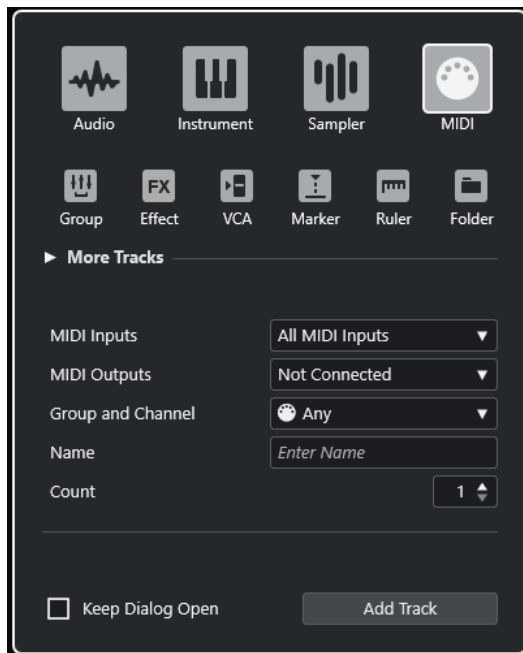 Audio Instrument Sampler MIDI
FX
Group Effect VCA Marker Ruler Folder
More Tracks
MIDI Inputs All MIDI Inputs
MIDI Outputs Not Connected
Group and Channel Any
Name Enter Name
Count 1
Keep Dialog Open Add Track